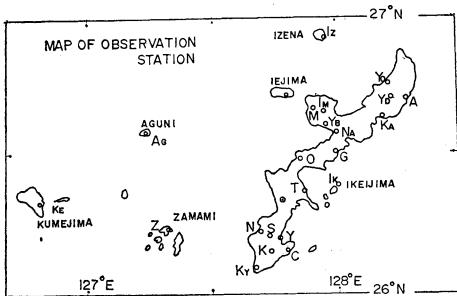 27°N
MAP OF OBSERVATION
STATION
IZENA
Iz
IEJIMA
IM
M
YB
NA
Y
YD
A
KA
AGUNI
AG
O
G
T
IK
IKEIJIMA
KE
KUMEJIMA
Z
ZAMAMI
N
S
Y
K
C
KY
127°E
128°E
26°N